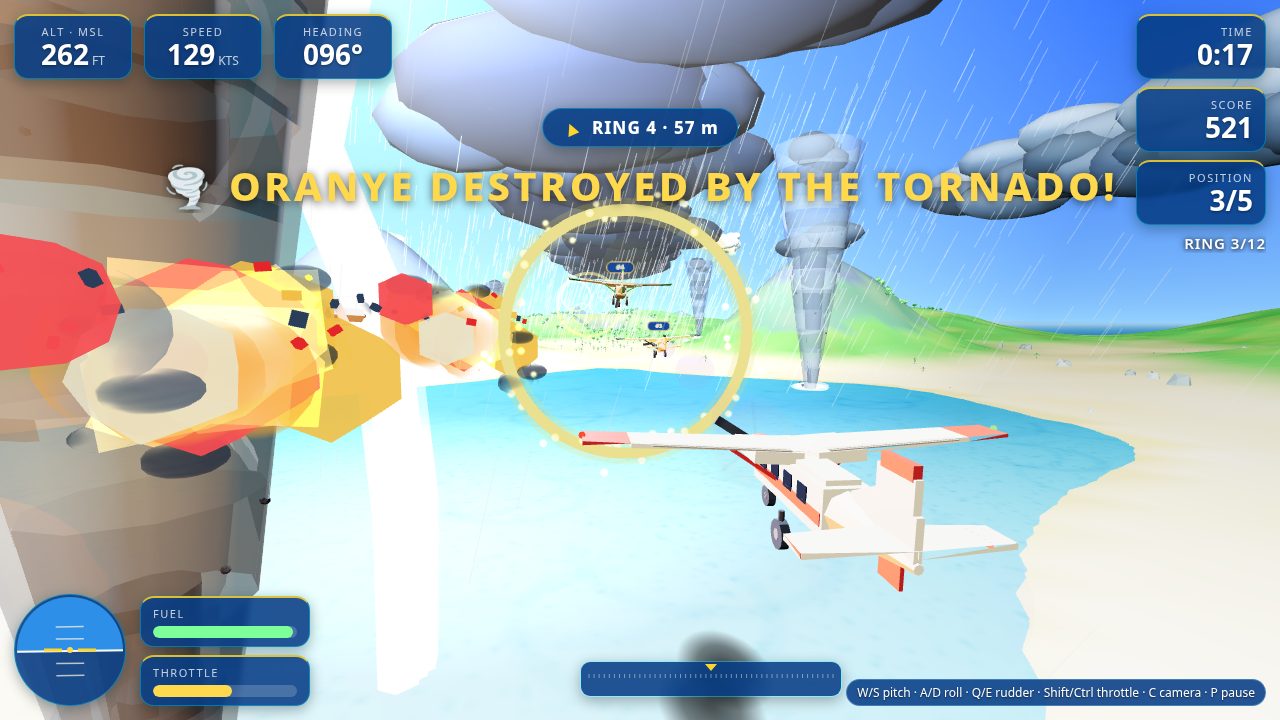 ALT · MSL
262 FT
SPEED
129 KTS
HEADING
096°
TIME
0:17
SCORE
521
POSITION
3/5
RING 3/12
RING 4 · 57 m
ORANYE DESTROYED BY THE TORNADO!
FUEL
THROTTLE
W/S pitch · A/D roll · Q/E rudder · Shift/Ctrl throttle · C camera · P pause